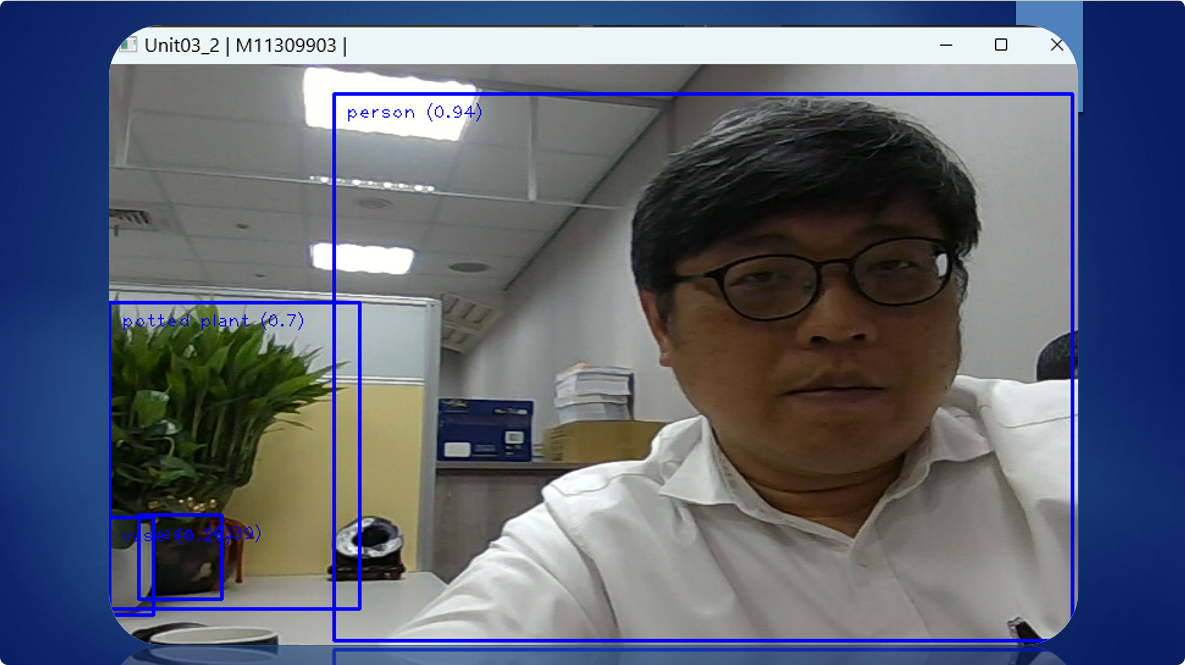 Unit03_2 | M11309903 |
person (0.94)
potted plant (0.7)